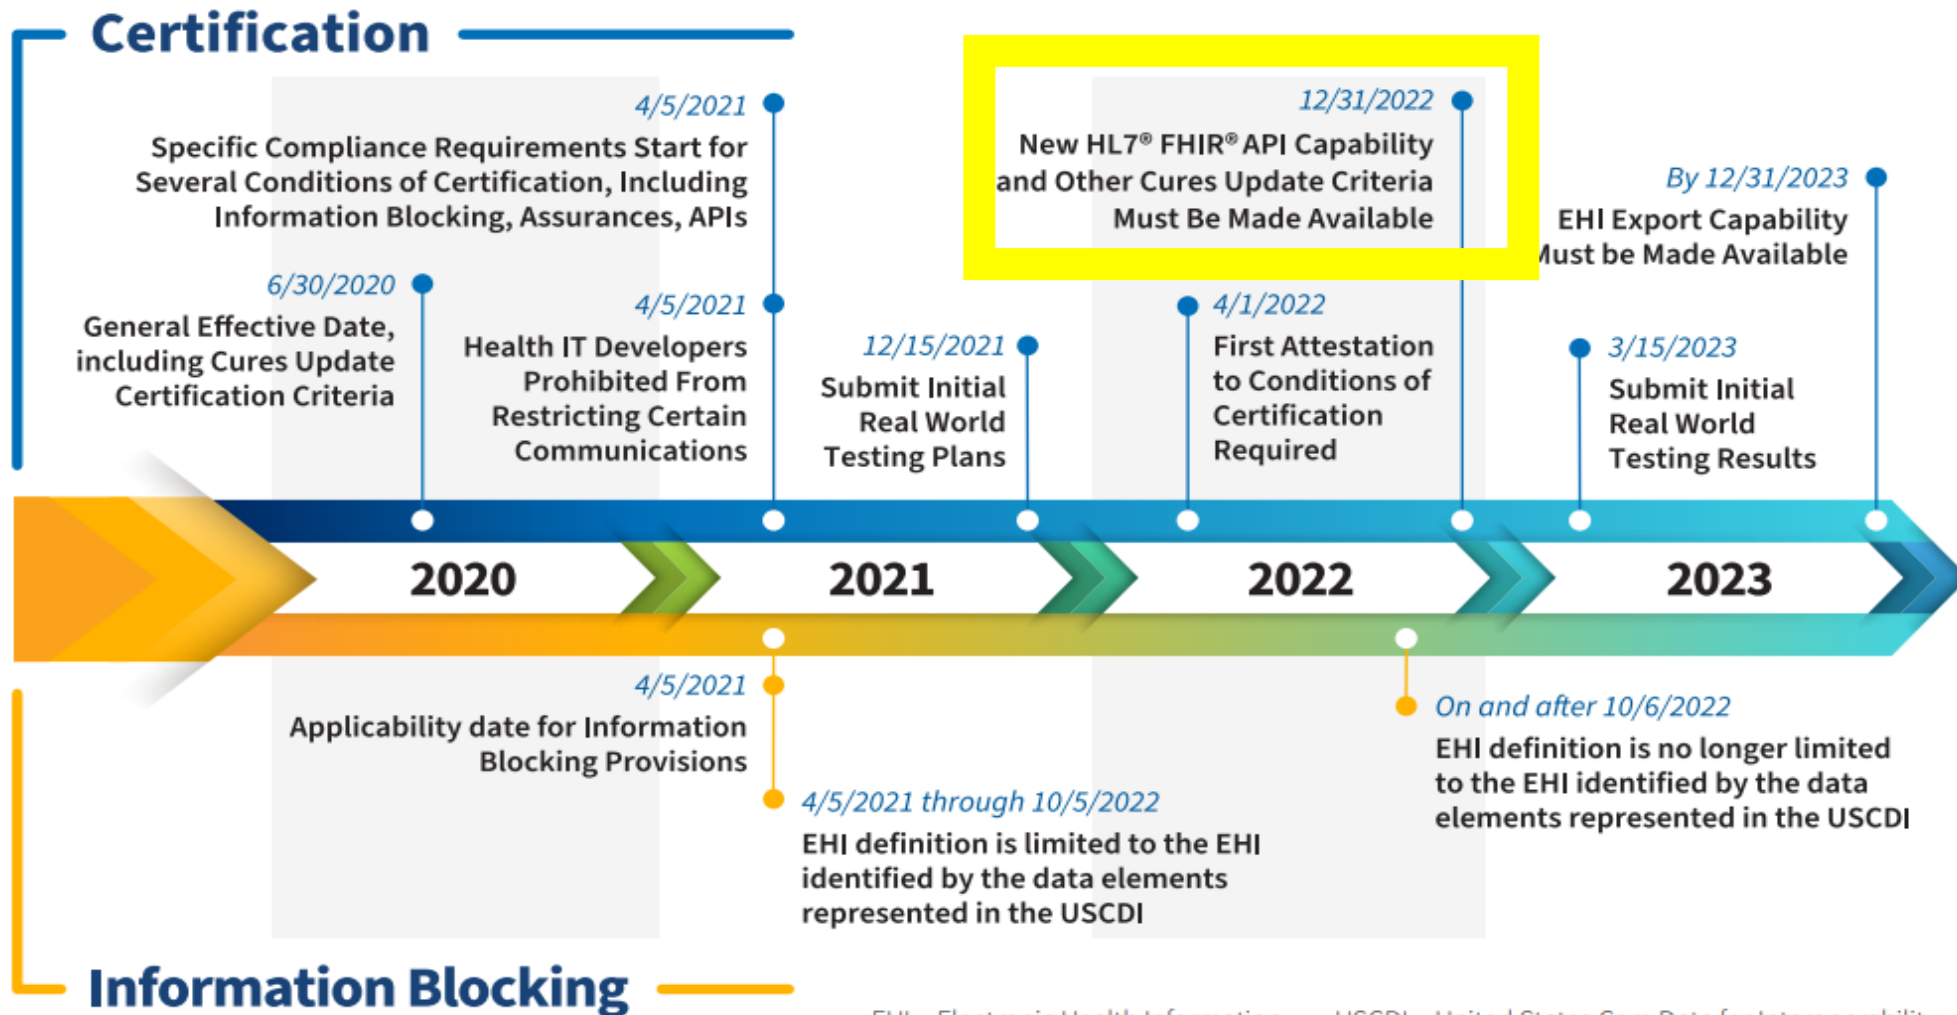 Certification
4/5/2021
Specific Compliance Requirements Start for
Several Conditions of Certification, Including
Information Blocking, Assurances, APIs
6/30/2020
General Effective Date,
including Cures Update
Certification Criteria
4/5/2021
Health IT Developers
Prohibited From
Restricting Certain
Communications
12/15/2021
Submit Initial
Real World
Testing Plans
12/31/2022
New HL7® FHIR® API Capability
and Other Cures Update Criteria
Must Be Made Available
4/1/2022
First Attestation
to Conditions of
Certification
Required
By 12/31/2023
EHI Export Capability
Must be Made Available
3/15/2023
Submit Initial
Real World
Testing Results
2020
2021
2022
2023
4/5/2021
Applicability date for Information
Blocking Provisions
4/5/2021 through 10/5/2022
EHI definition is limited to the EHI
identified by the data elements
represented in the USCDI
On and after 10/6/2022
EHI definition is no longer limited
to the EHI identified by the data
elements represented in the USCDI
Information Blocking